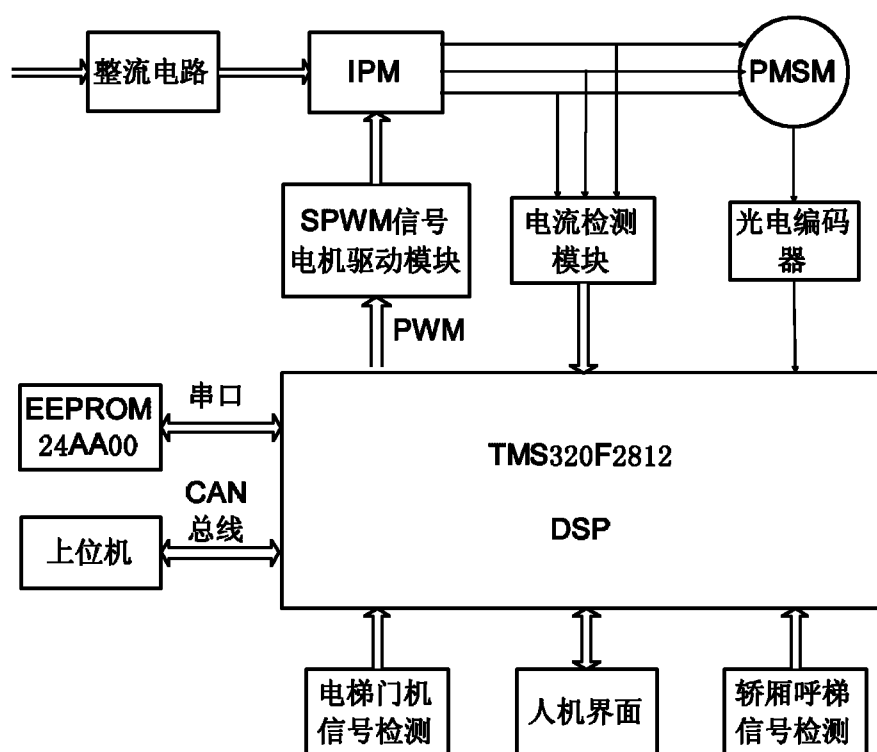 整流电路
IPM
PMSM
SPWM信号
电机驱动模块
电流检测
模块
光电编码
器
PWM
EEPROM
24AA00
串口
TMS320F2812
DSP
CAN
总线
上位机
电梯门机
信号检测
人机界面
轿厢呼梯
信号检测